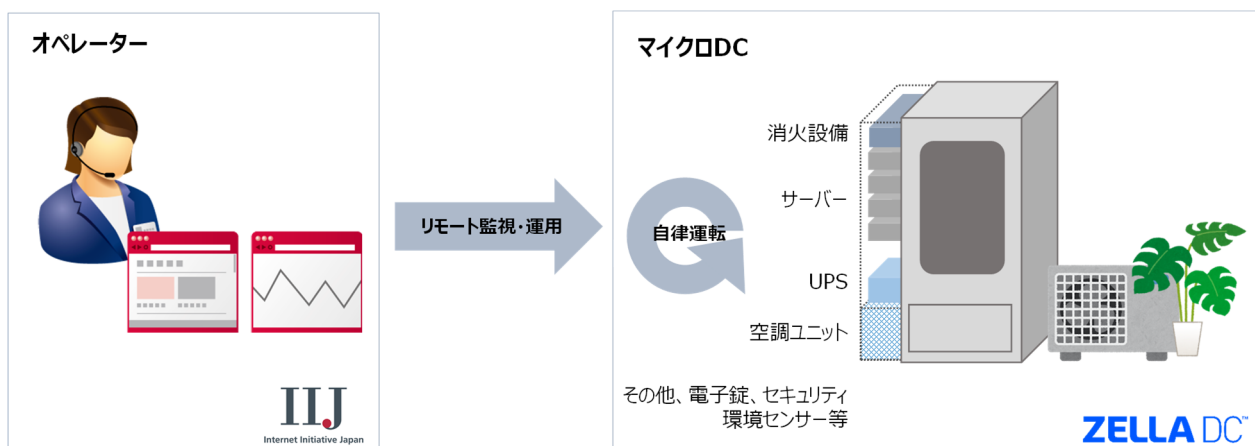 オペレーター
IIJ
Internet Initiative Japan
リモート監視・運用
マイクロDC
自律運転
消火設備
サーバー
UPS
空調ユニット
その他、電子錠、セキュリティ
環境センサー等
ZELLA DC™